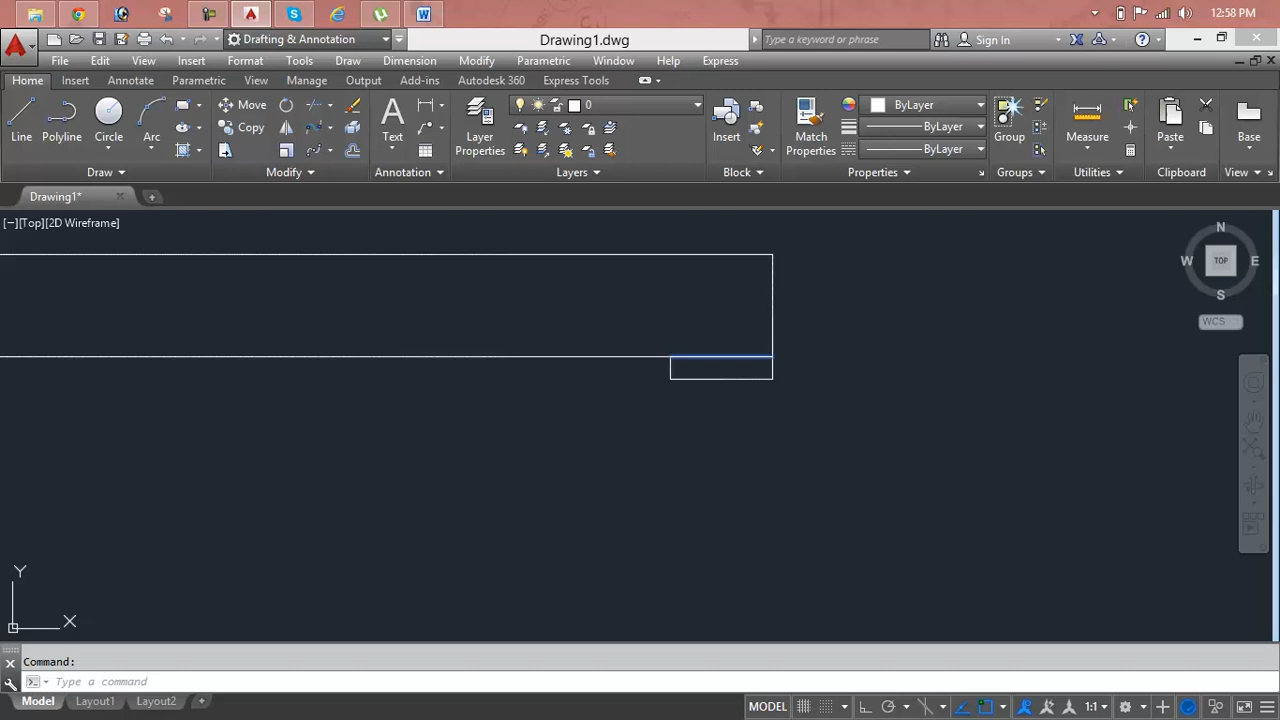 12:58 PM
Drafting & Annotation
Drawing1.dwg
Type a keyword or phrase
Sign In
File Edit View Insert Format Tools Draw Dimension Modify Parametric Window Help Express
Home Insert Annotate Parametric View Manage Output Add-ins Autodesk 360 Express Tools
Line Polyline Circle Arc
Move
Copy
Text
Layer Properties
0
Insert
Match Properties
ByLayer
ByLayer
ByLayer
Group
Measure
Paste
Base
Draw Modify Annotation Layers Block Properties Groups Utilities Clipboard View
Drawing1*
[−][Top][2D Wireframe]
N
W TOP E
S
WCS
Y
X
Command:
Type a command
Model Layout1 Layout2 +
MODEL 1:1